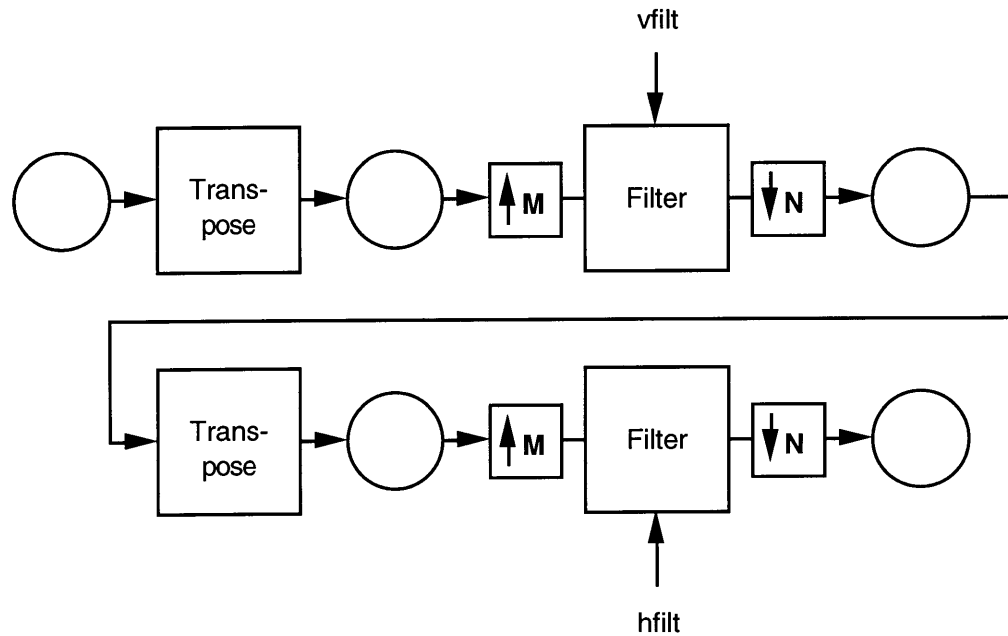 vfilt
Trans-
pose
M
Filter
N
Trans-
pose
M
Filter
N
hfilt